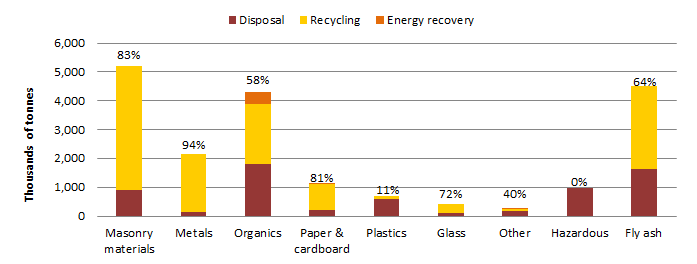 Disposal Recycling Energy recovery
6,000
5,000
4,000
3,000
2,000
1,000
0
Thousands of tonnes
83%
94%
58%
81%
11%
72%
40%
0%
64%
Masonry materials
Metals
Organics
Paper & cardboard
Plastics
Glass
Other
Hazardous
Fly ash